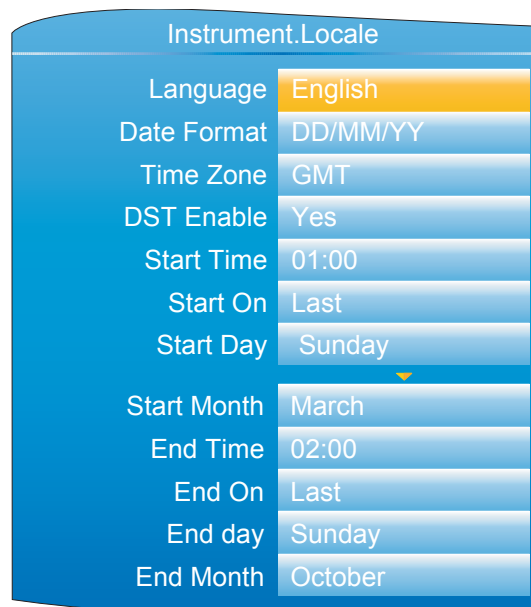 Instrument.Locale
Language English
Date Format DD/MM/YY
Time Zone GMT
DST Enable Yes
Start Time 01:00
Start On Last
Start Day Sunday
Start Month March
End Time 02:00
End On Last
End day Sunday
End Month October